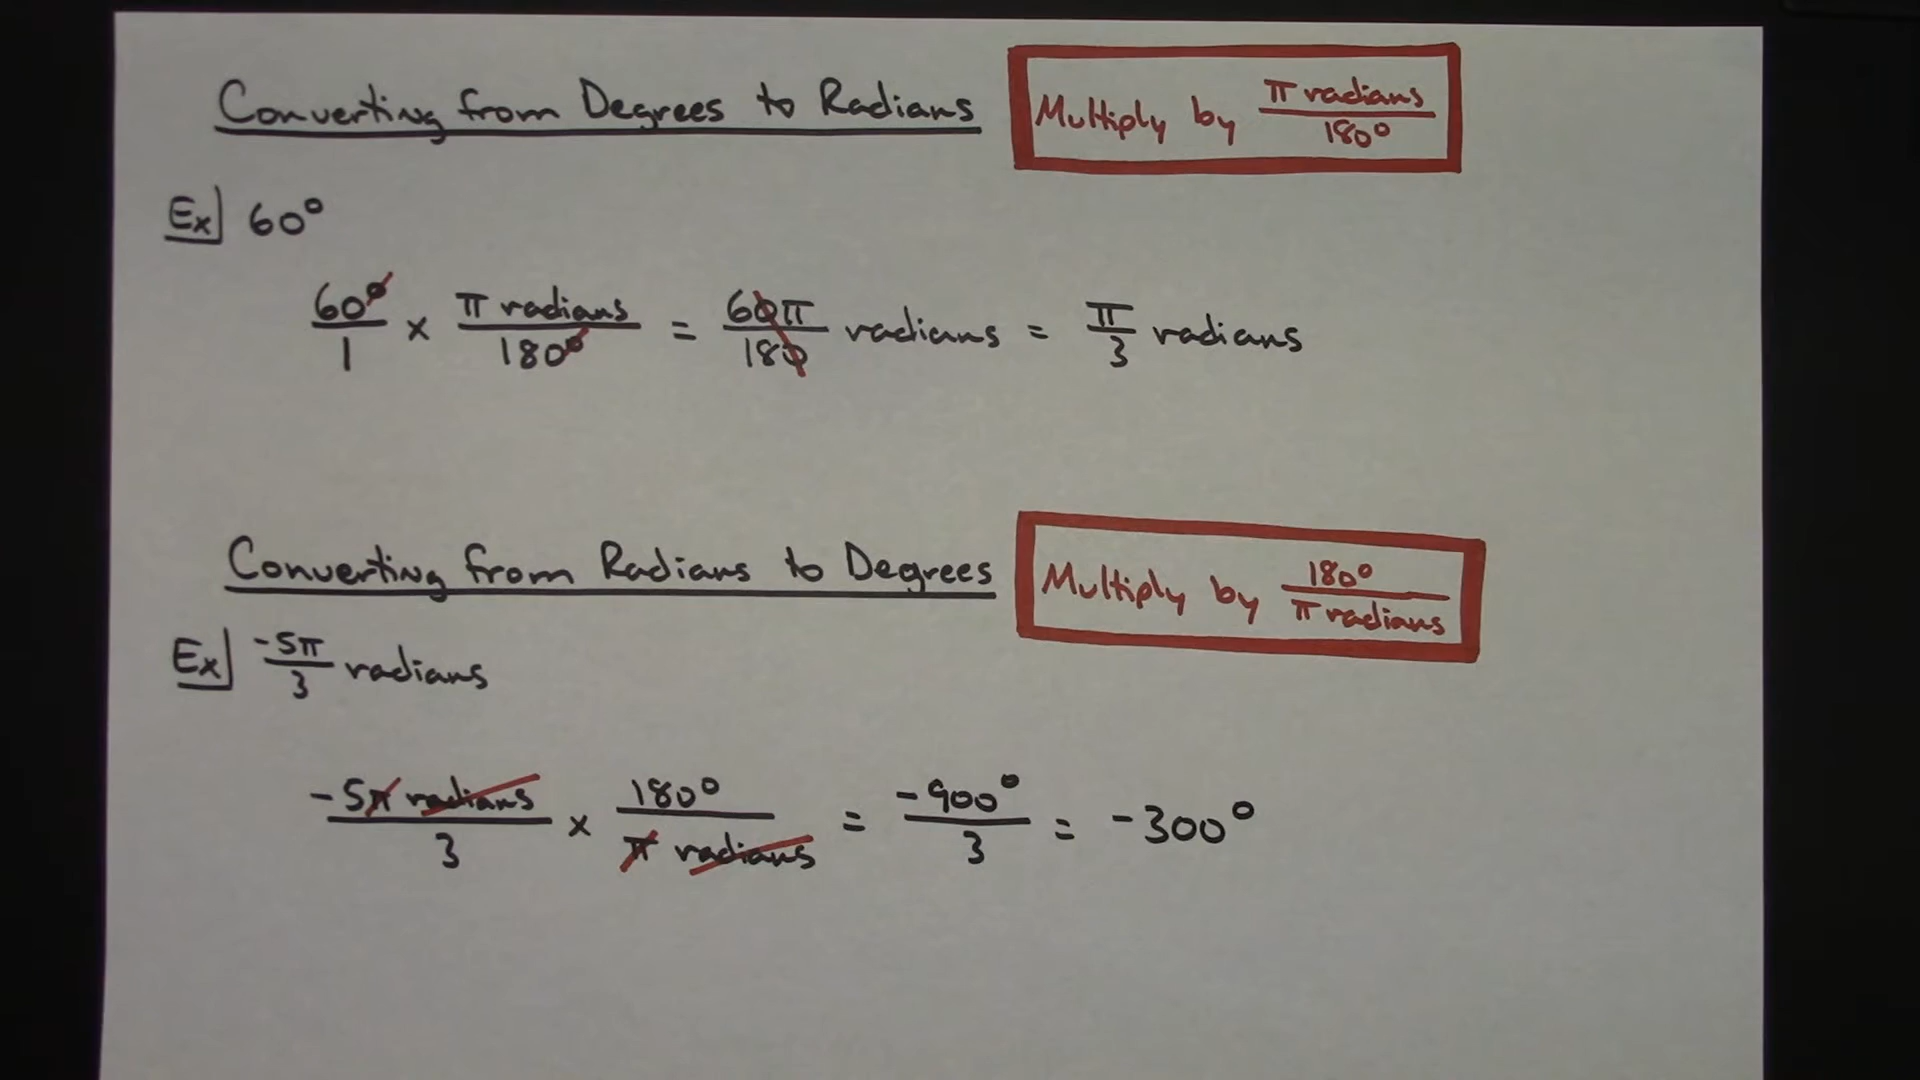 Converting from Degrees to Radians
Multiply by π radians / 180°
Ex] 60°
60°/1 × π radians/180° = 60π/180 radians = π/3 radians
Converting from Radians to Degrees
Multiply by 180° / π radians
Ex] -5π/3 radians
-5π radians/3 × 180°/π radians = -900°/3 = -300°